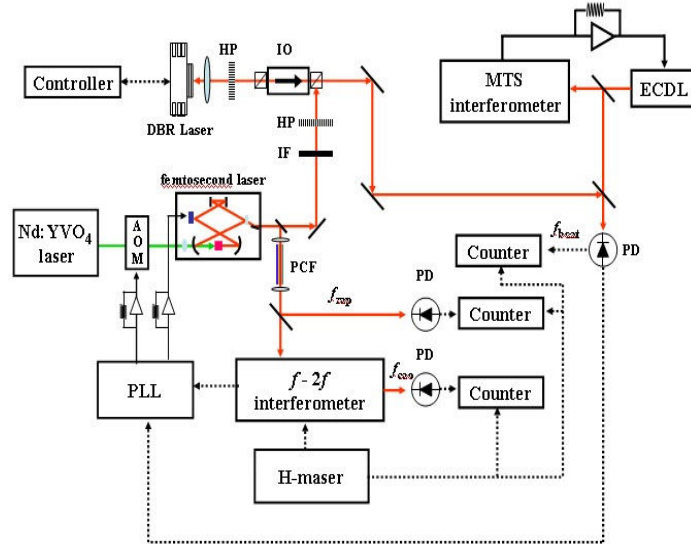 HP
IO
Controller
DBR Laser
MTS
interferometer
ECDL
HP
IF
femtosecond laser
Nd: YVO4
laser
AOM
PCF
fbeat
PD
Counter
frep
PD
Counter
PLL
f - 2f
interferometer
fceo
PD
Counter
H-maser